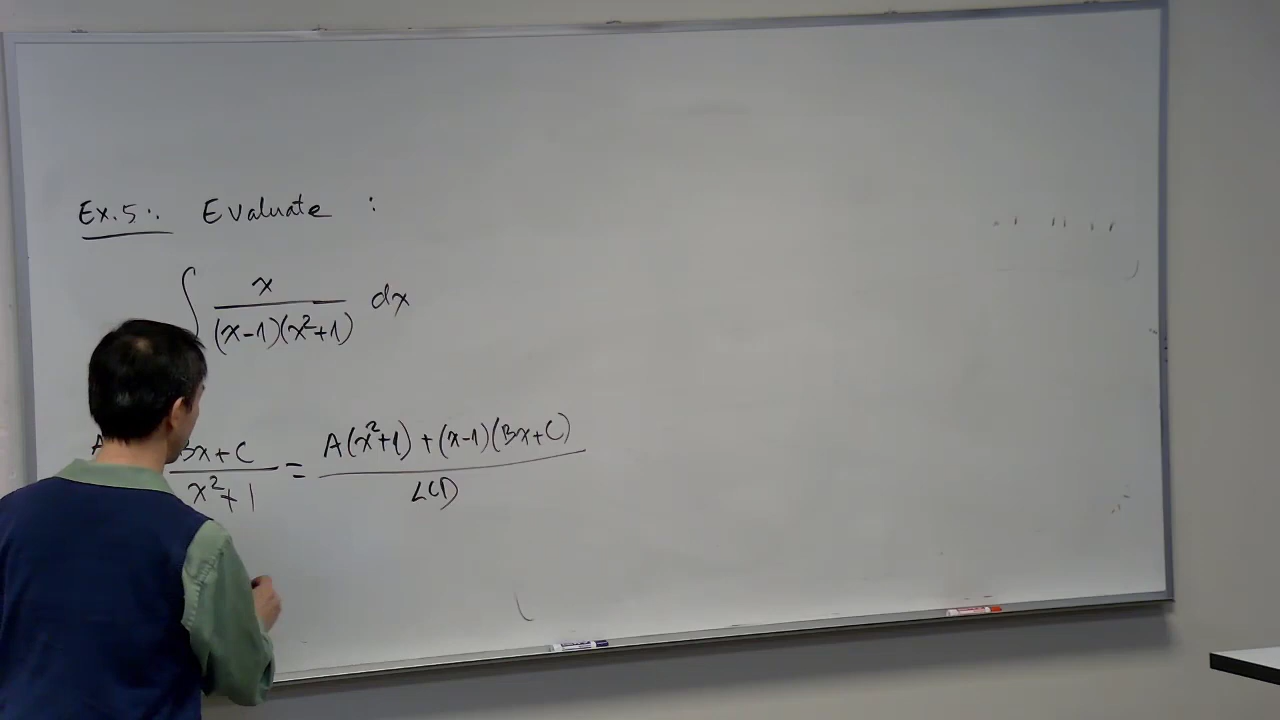 Ex.5: Evaluate :
∫ x / (x-1)(x²+1) dx
Bx+C / x²+1 = A(x²+1)+(x-1)(Bx+C) / LCD